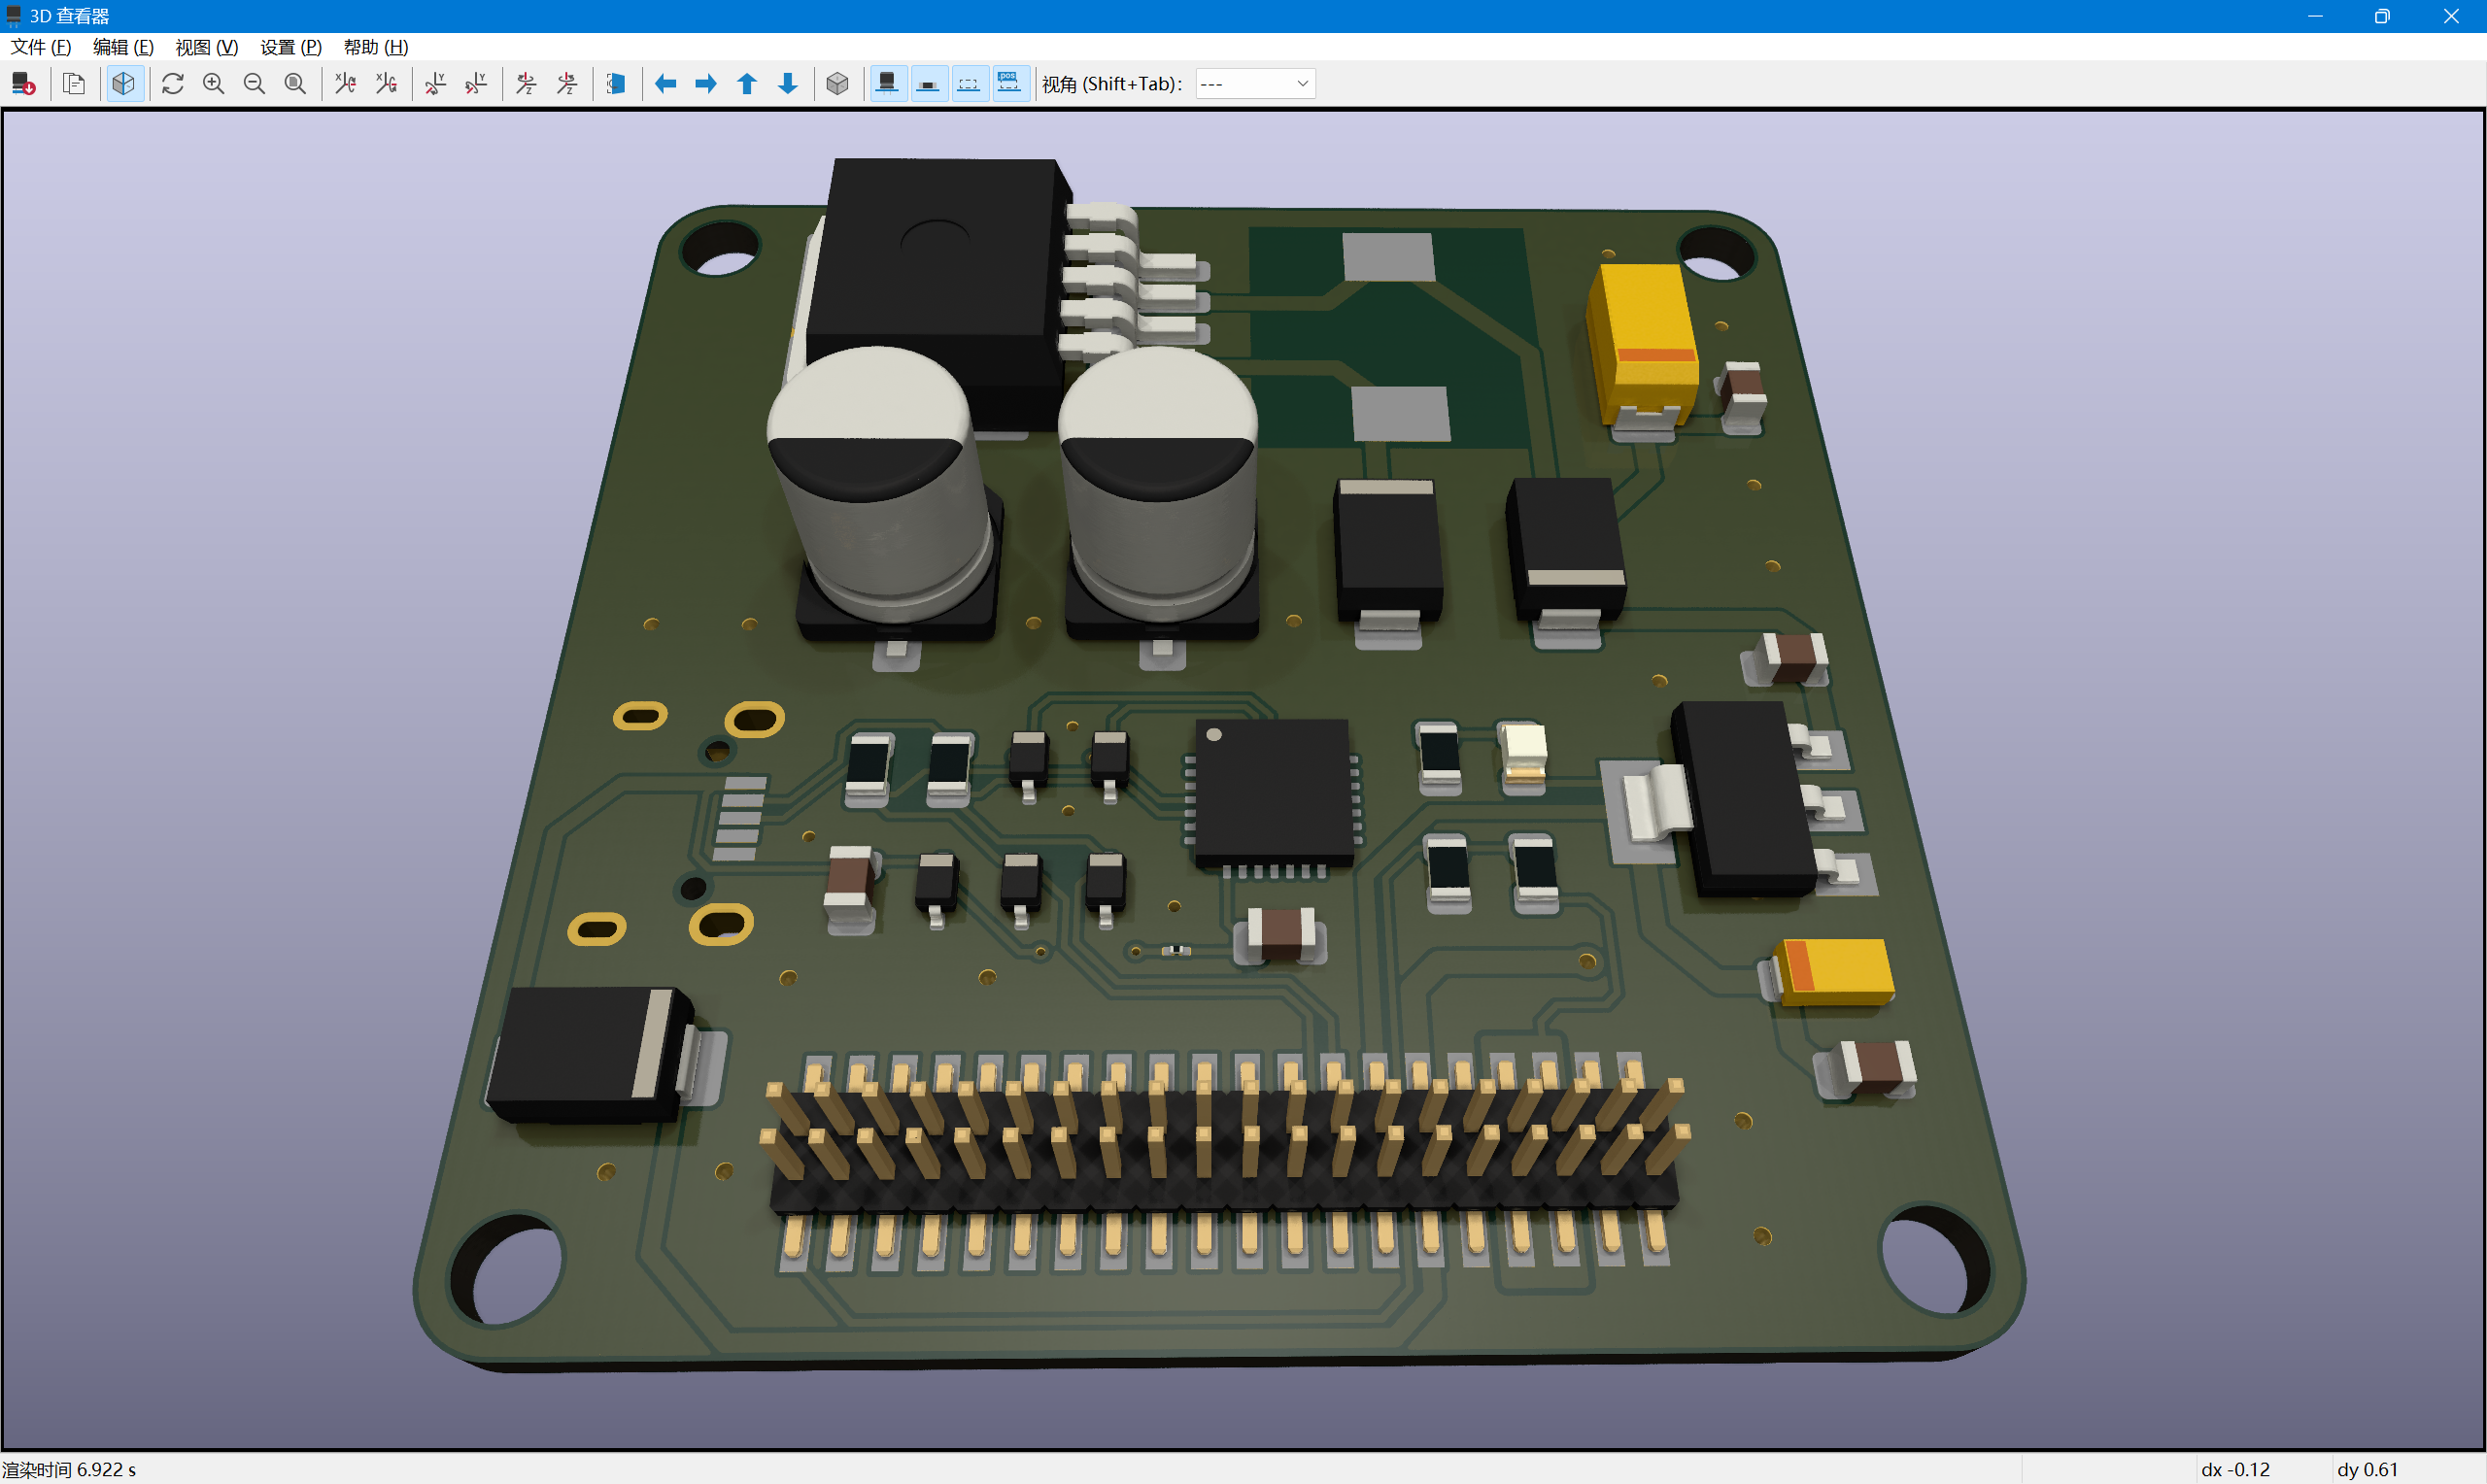 3D 查看器
文件 (F) 编辑 (E) 视图 (V) 设置 (P) 帮助 (H)
pos 视角 (Shift+Tab): ---
渲染时间 6.922 s dx -0.12 dy 0.61